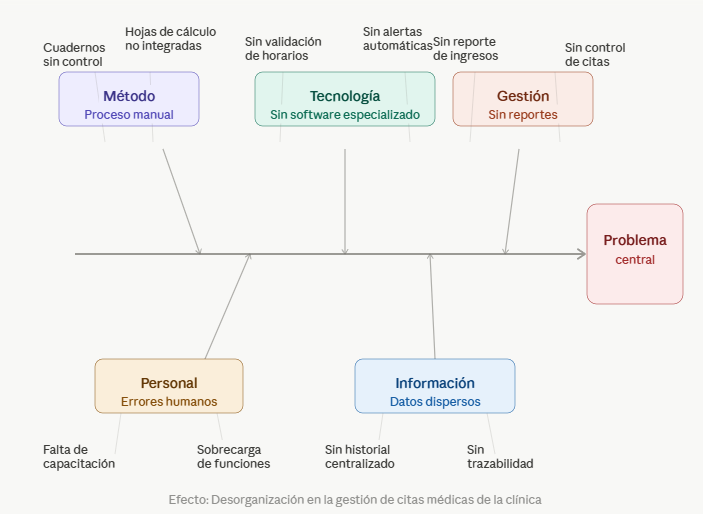 Cuadernos
sin control
Hojas de cálculo
no integradas
Sin validación
de horarios
Sin alertas
automáticas
Sin reporte
de ingresos
Sin control
de citas
Método
Proceso manual
Tecnología
Sin software especializado
Gestión
Sin reportes
Problema
central
Personal
Errores humanos
Información
Datos dispersos
Falta de
capacitación
Sobrecarga
de funciones
Sin historial
centralizado
Sin
trazabilidad
Efecto: Desorganización en la gestión de citas médicas de la clínica